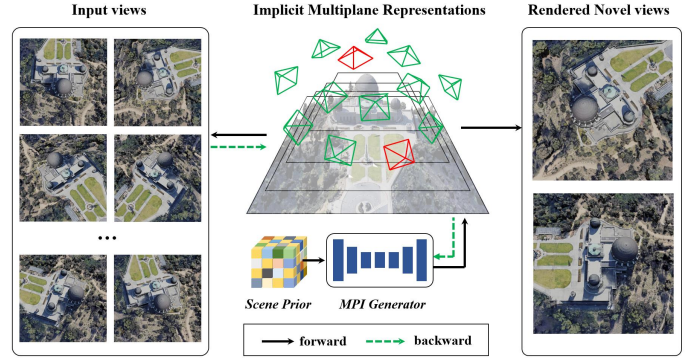 Input views
Implicit Multiplane Representations
Rendered Novel views
...
Scene Prior
MPI Generator
forward
backward